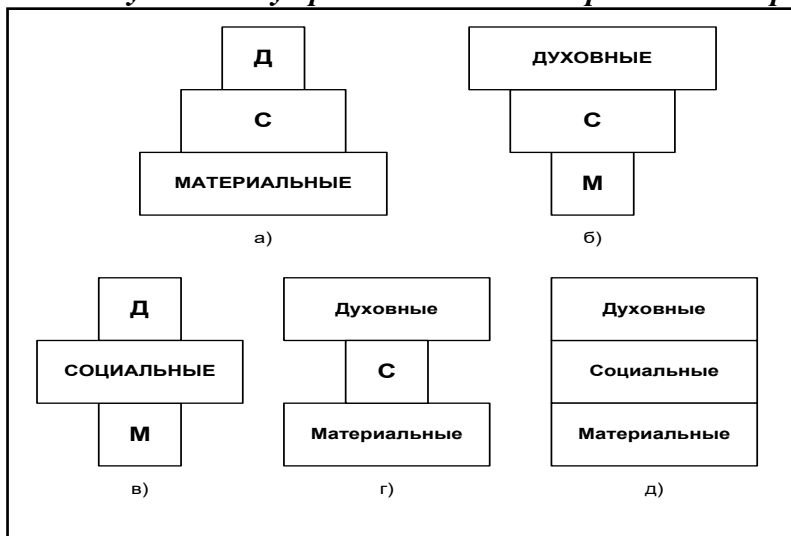 Д
С
МАТЕРИАЛЬНЫЕ
а)
ДУХОВНЫЕ
С
М
б)
Д
СОЦИАЛЬНЫЕ
М
в)
Духовные
С
Материальные
г)
Духовные
Социальные
Материальные
д)